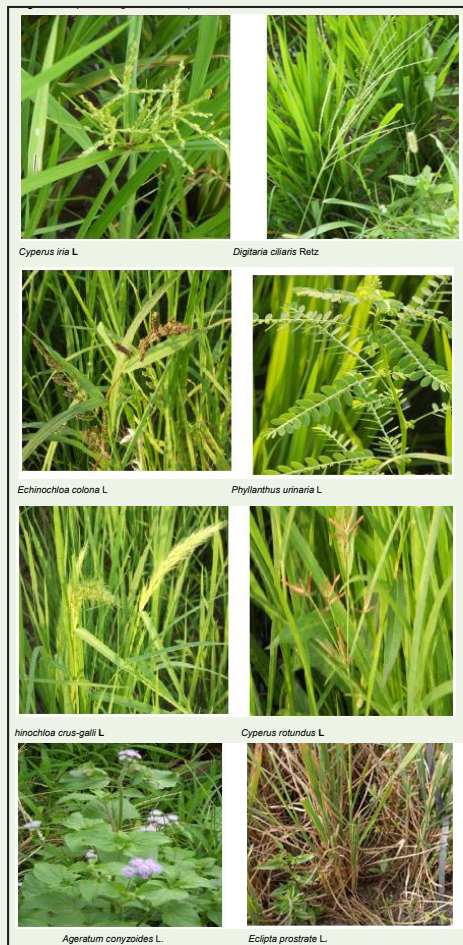 Cyperus iria L
Digitaria ciliaris Retz
Echinochloa colona L
Phyllanthus urinaria L
hinochloa crus-galli L
Cyperus rotundus L
Ageratum conyzoides L.
Eclipta prostrate L.